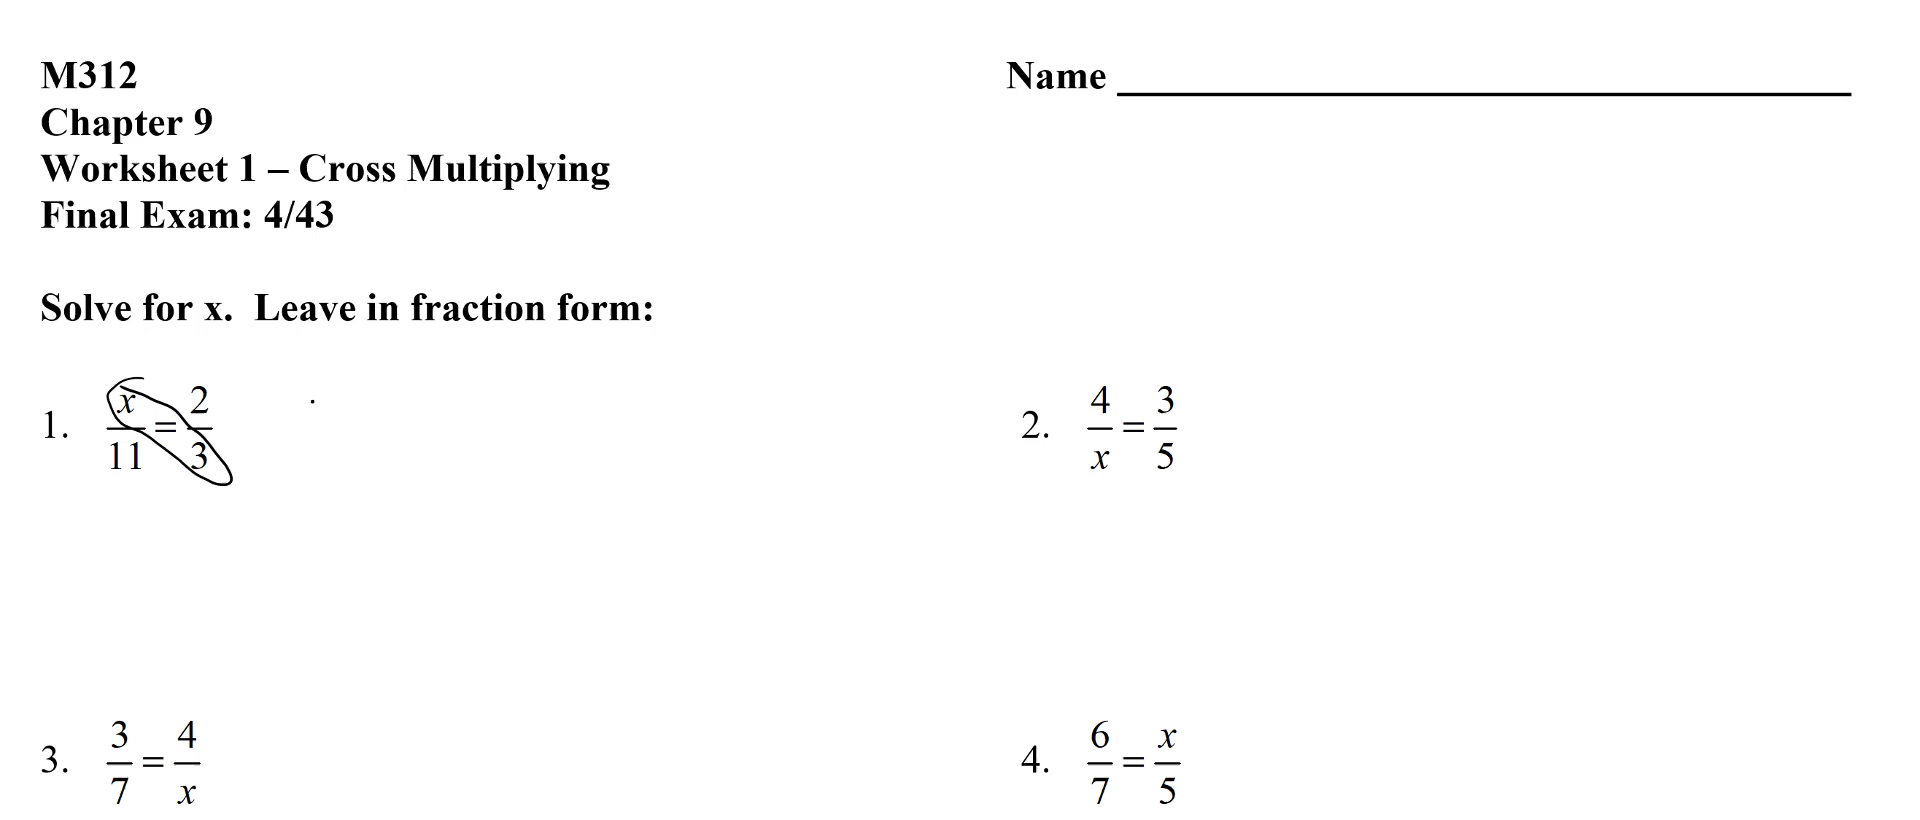 M312
Name
Chapter 9
Worksheet 1 – Cross Multiplying
Final Exam: 4/43
Solve for x.  Leave in fraction form:
1. x/11 = 2/3
2. 4/x = 3/5
3. 3/7 = 4/x
4. 6/7 = x/5